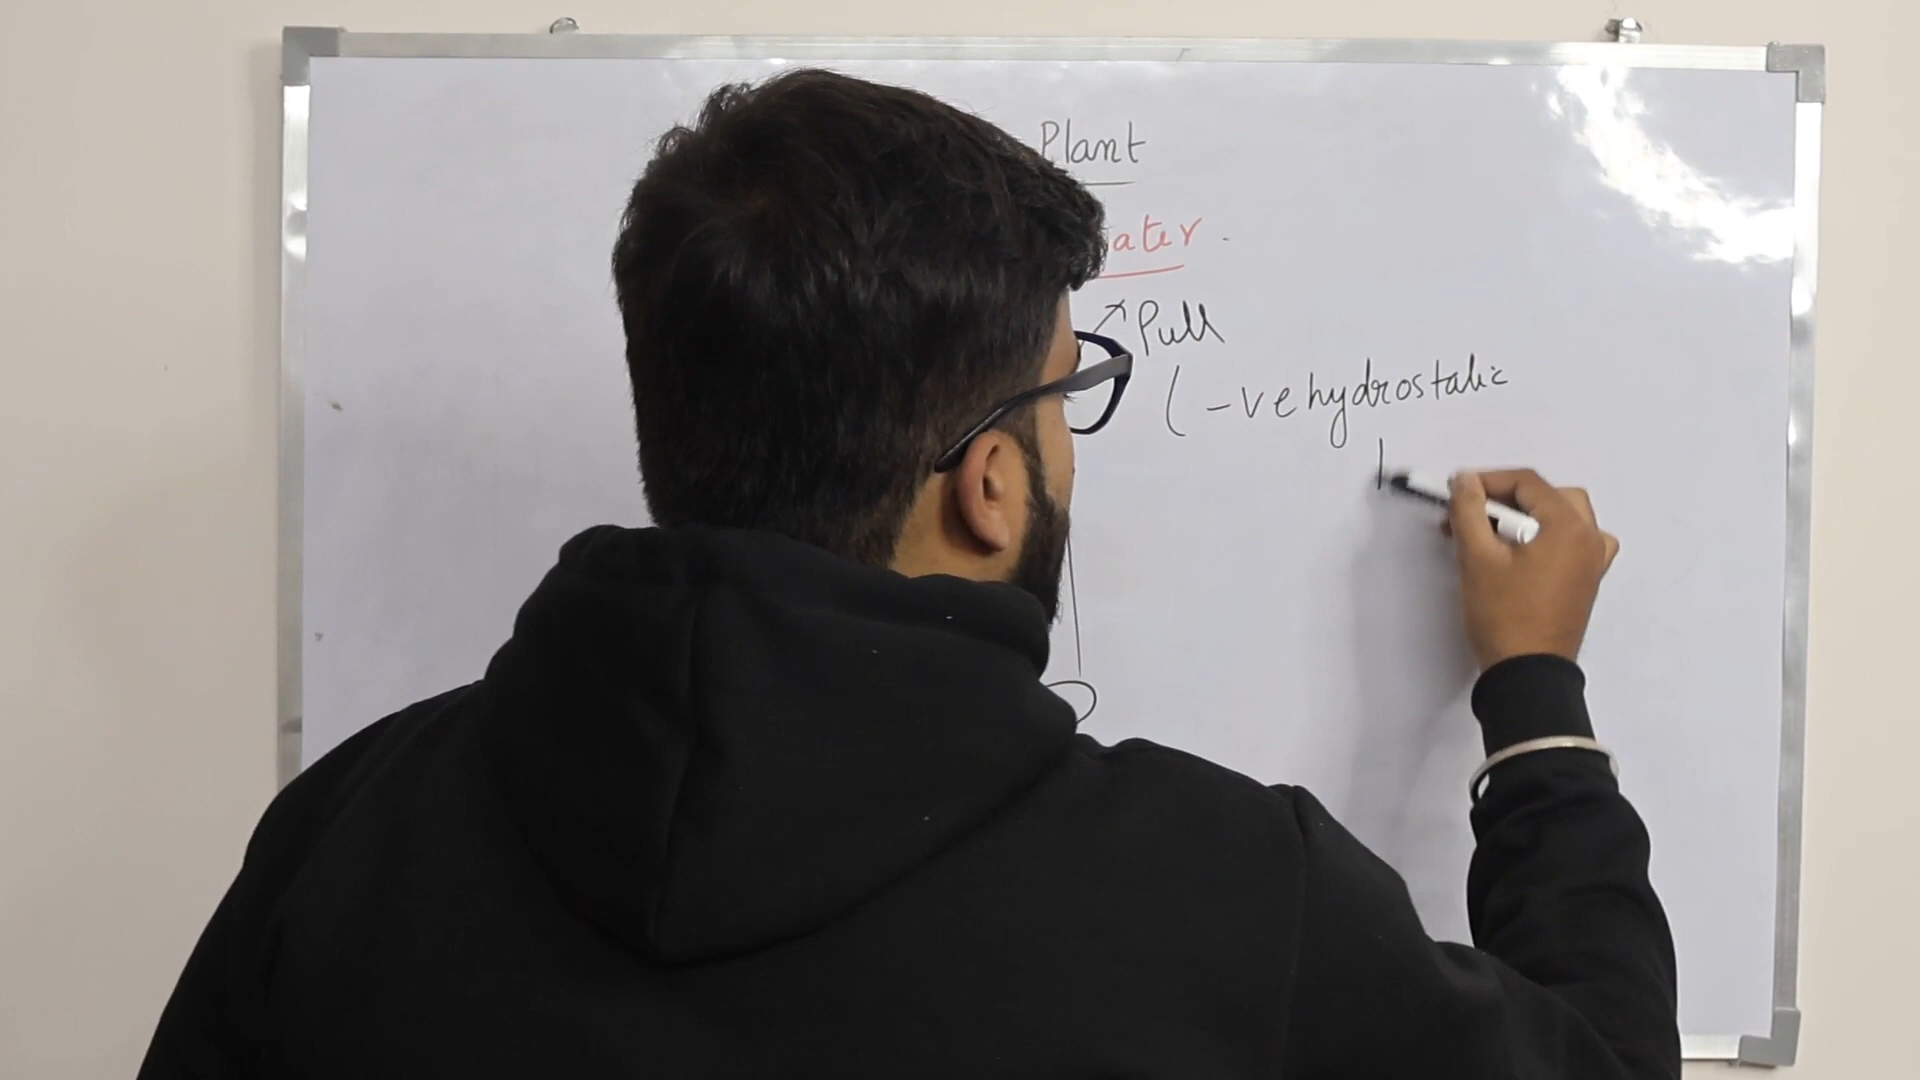 Plant
ater.
Pull
(-ve hydrostatic